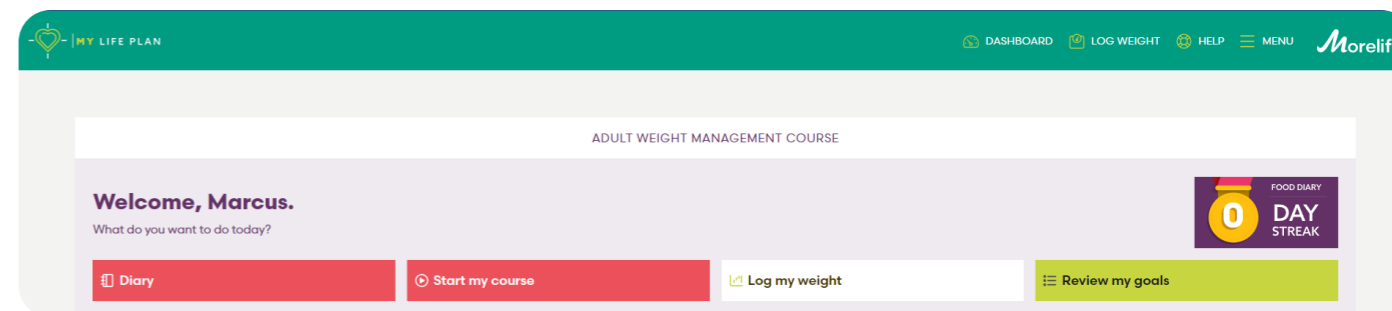 MY LIFE PLAN
DASHBOARD LOG WEIGHT HELP MENU
ADULT WEIGHT MANAGEMENT COURSE
Welcome, Marcus.
What do you want to do today?
FOOD DIARY
0 DAY
STREAK
Diary Start my course Log my weight Review my goals